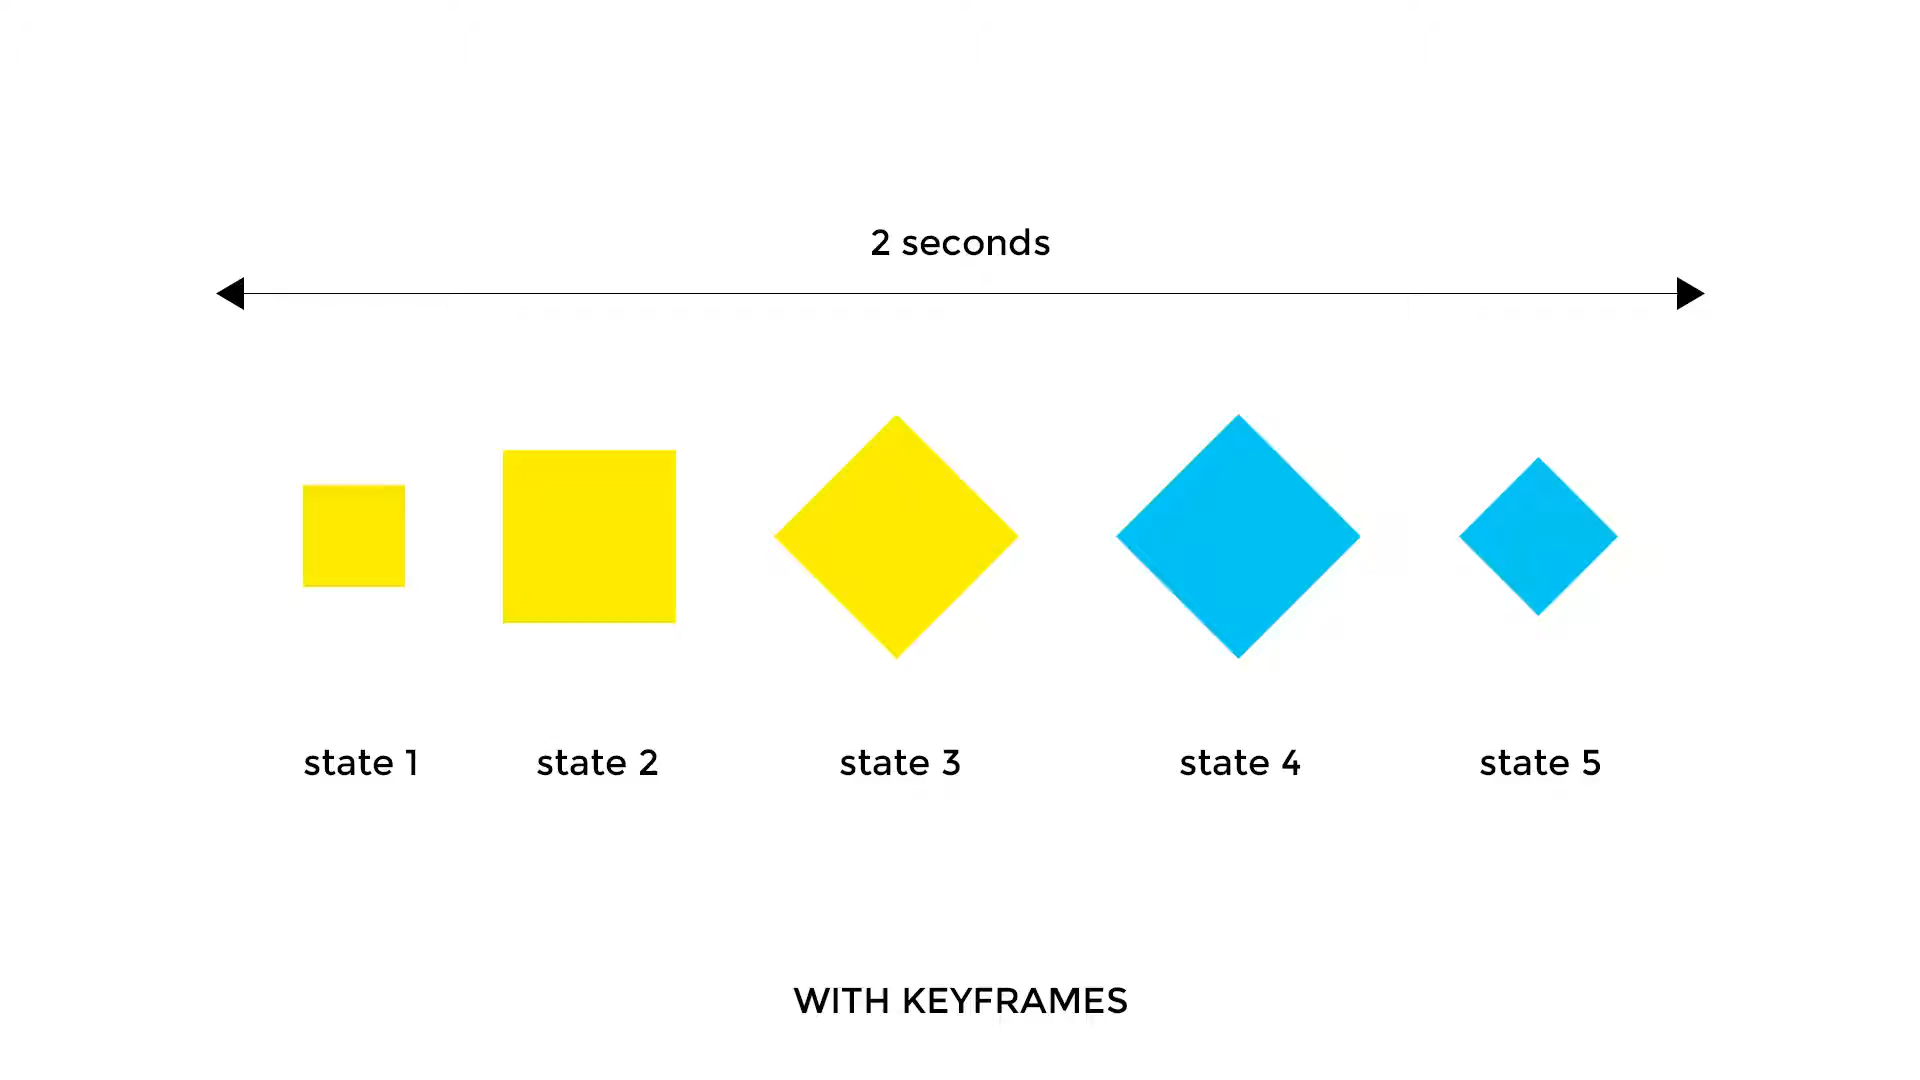 2 seconds
state 1
state 2
state 3
state 4
state 5
WITH KEYFRAMES